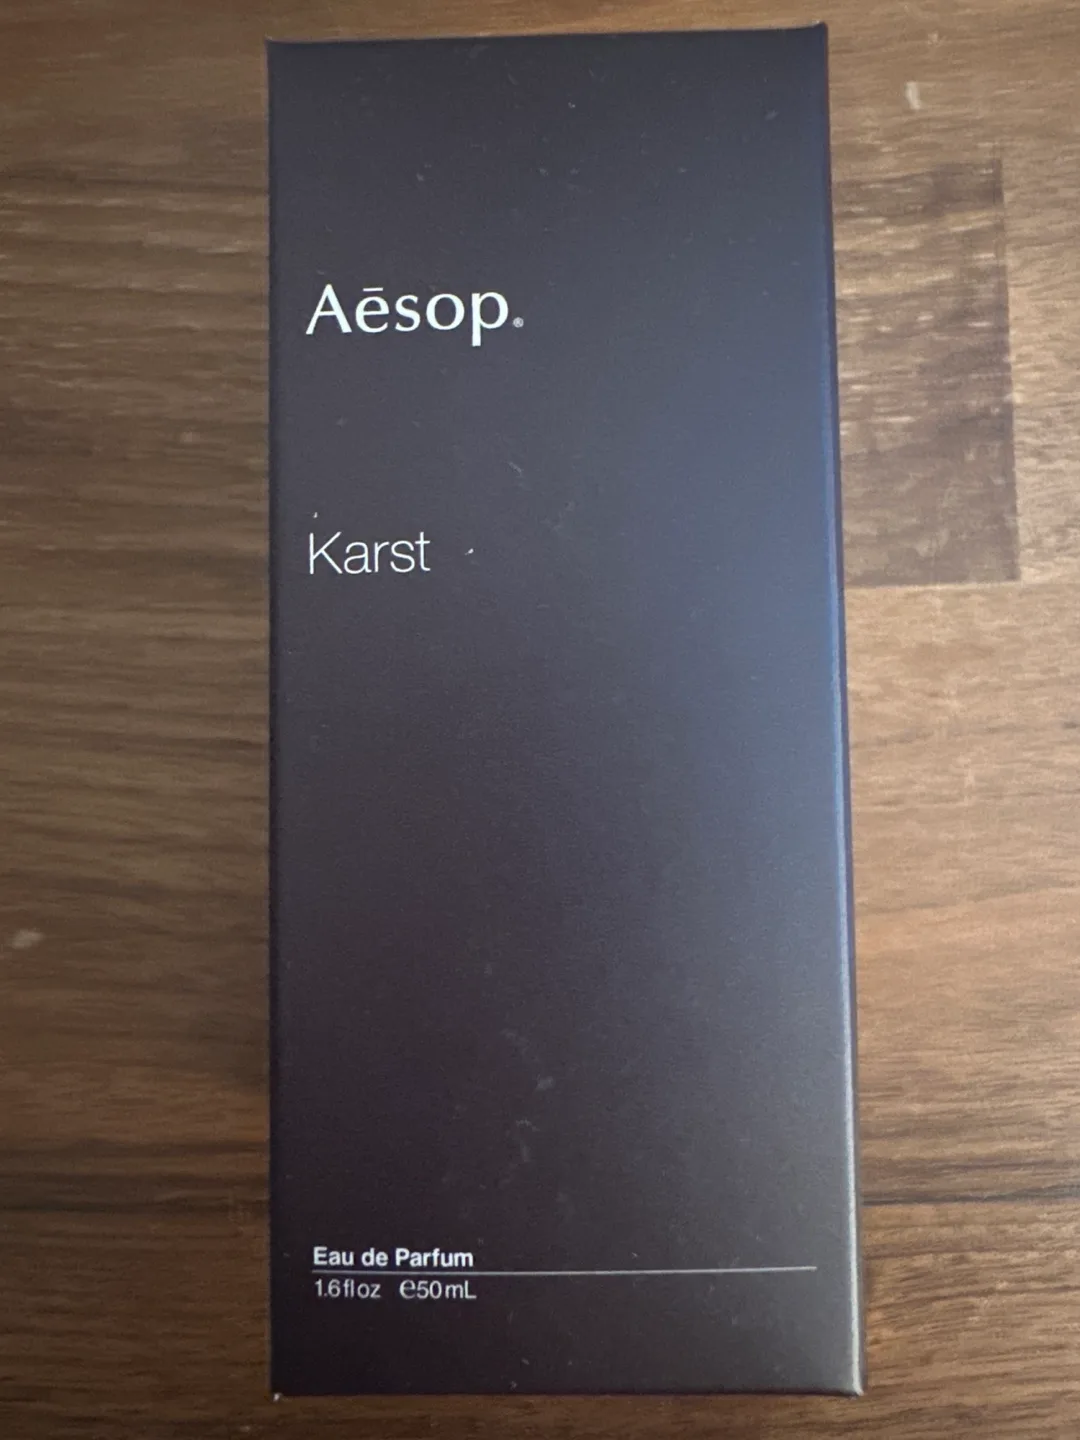 Aēsop®
Karst
Eau de Parfum
1.6 fl oz ℮50 mL